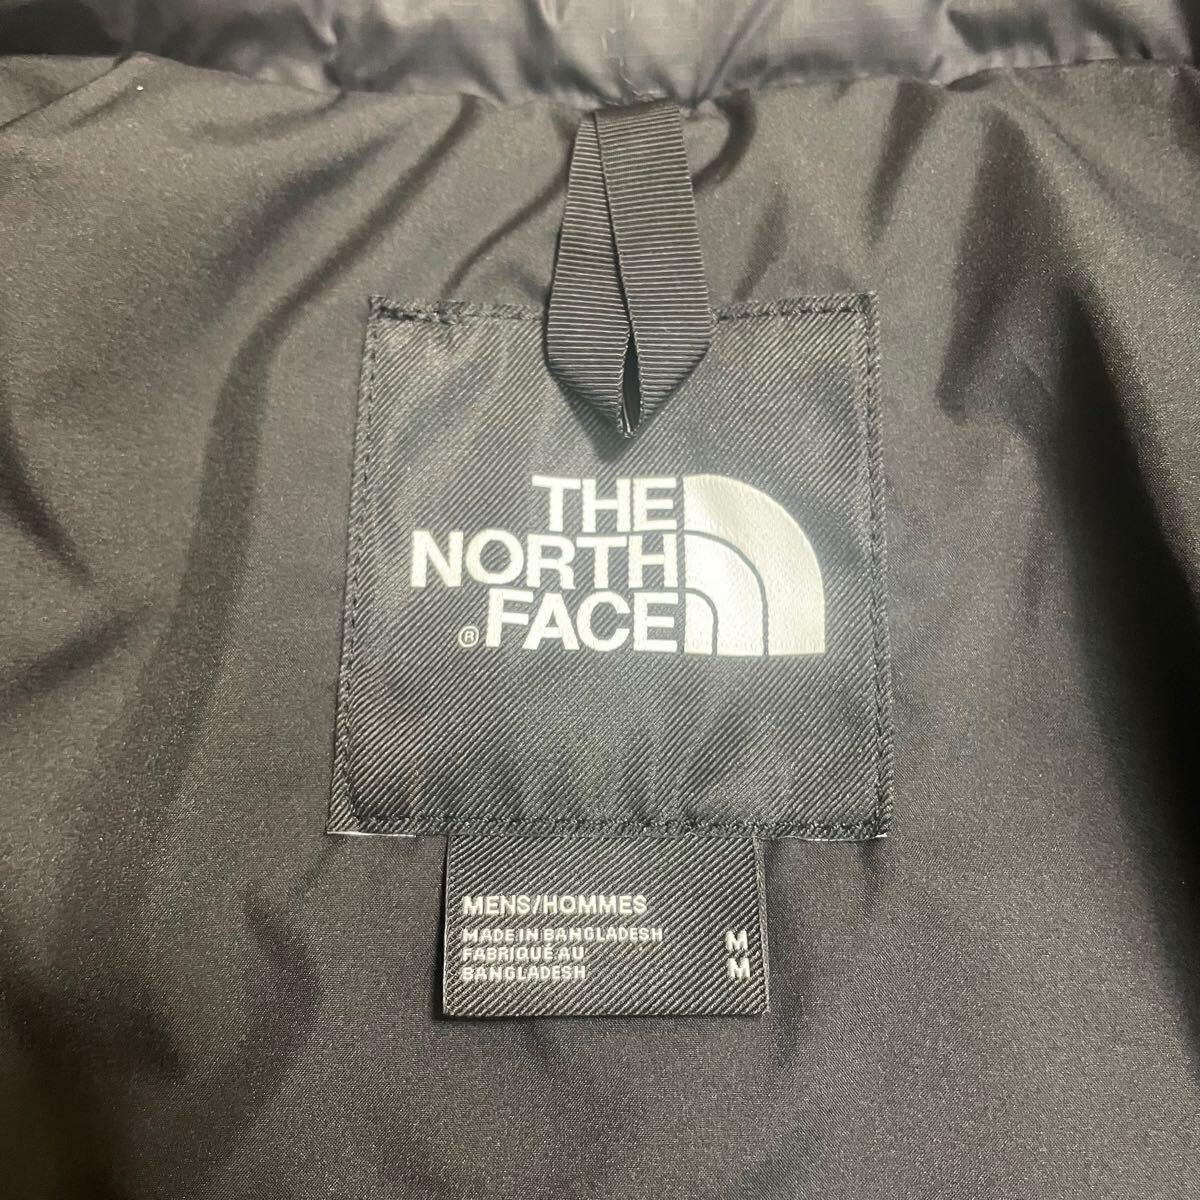 THE
NORTH
® FACE
MENS/HOMMES
MADE IN BANGLADESH M
FABRIQUÉ AU
BANGLADESH M